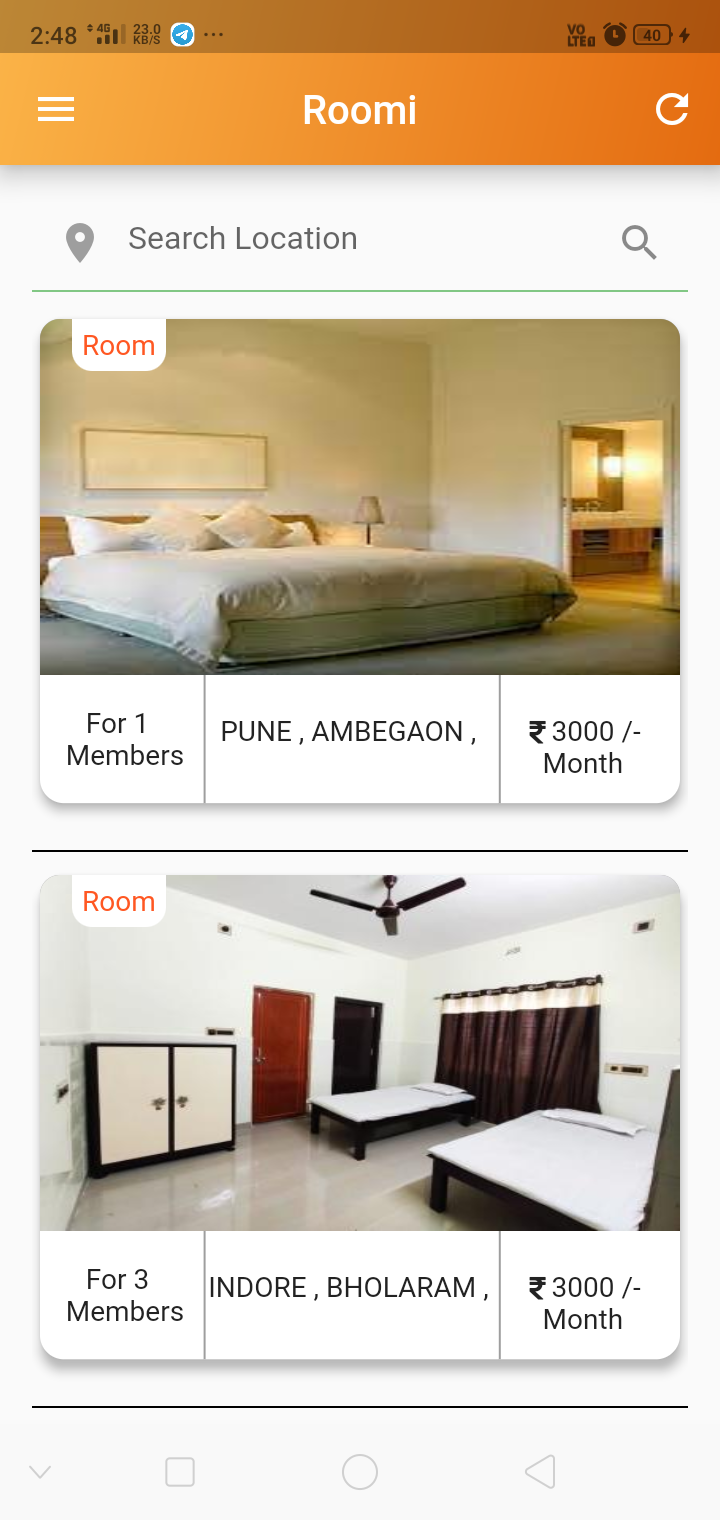 2:48 4G 23.0 KB/S ... VO LTE1 40
Roomi
Search Location
Room
For 1
Members
PUNE , AMBEGAON ,
₹ 3000 /-
Month
Room
For 3
Members
INDORE , BHOLARAM ,
₹ 3000 /-
Month